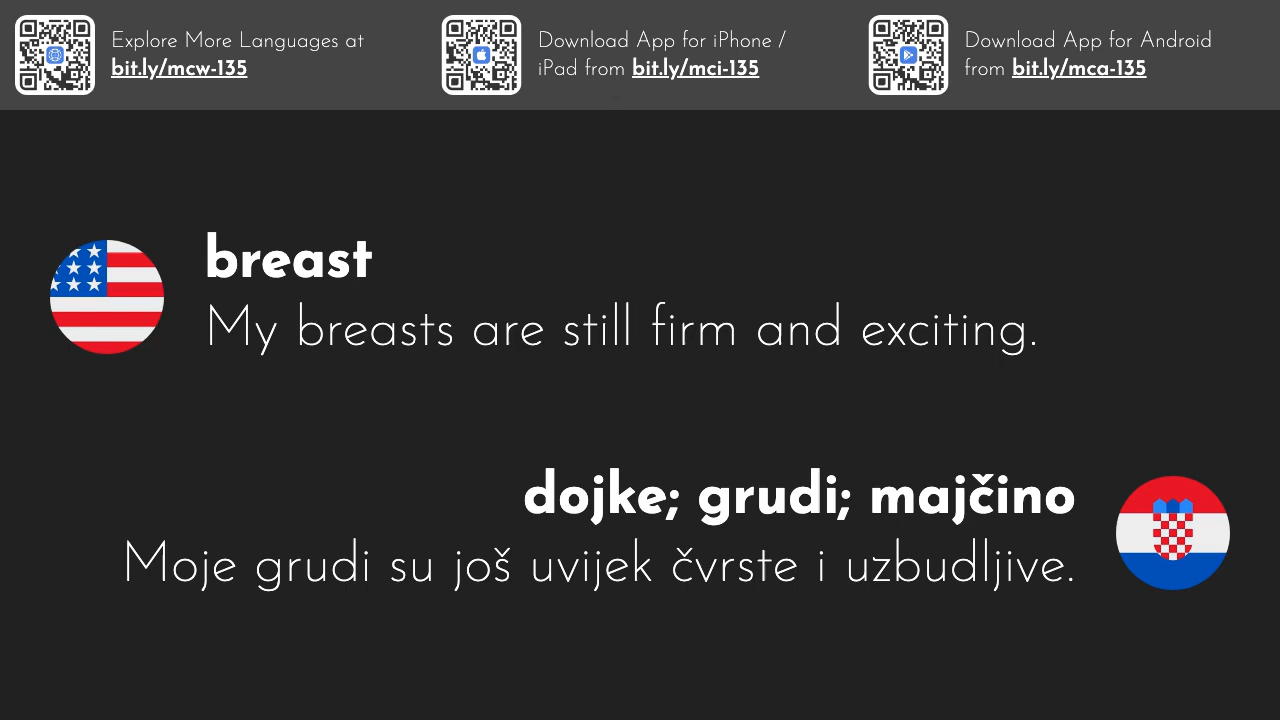 Explore More Languages at
bit.ly/mcw-135
Download App for iPhone /
iPad from bit.ly/mci-135
Download App for Android
from bit.ly/mca-135
breast
My breasts are still firm and exciting.
dojke; grudi; majčino
Moje grudi su još uvijek čvrste i uzbudljive.